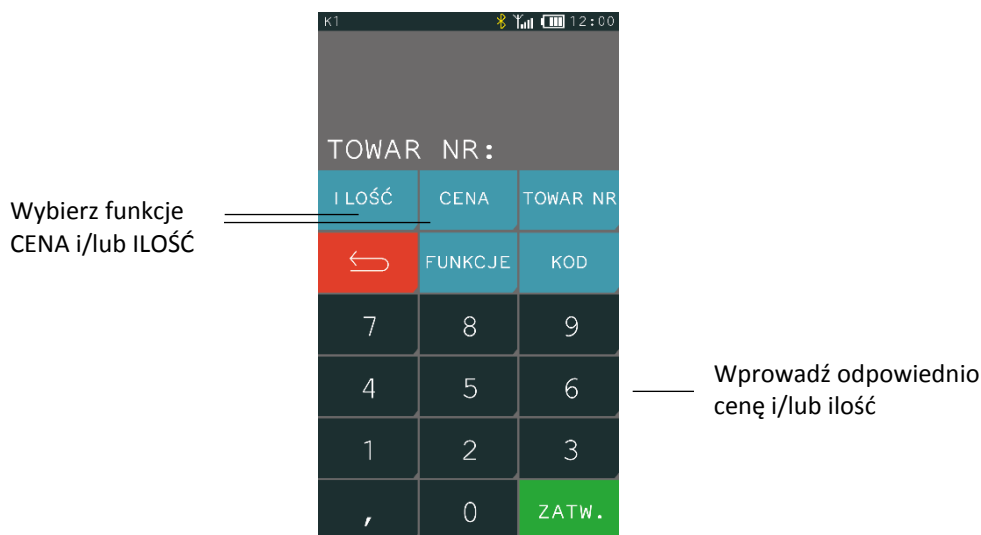 K1 12:00
TOWAR NR:
ILOŚĆ CENA TOWAR NR
Wybierz funkcje
CENA i/lub ILOŚĆ
FUNKCJE KOD
7 8 9
4 5 6
Wprowadź odpowiednio
cenę i/lub ilość
1 2 3
, 0 ZATW.